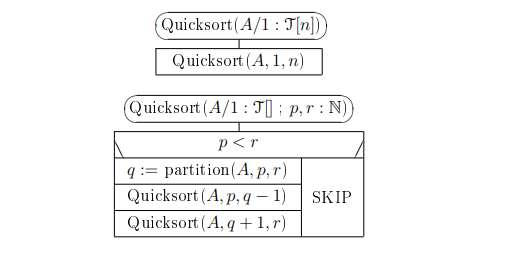 Quicksort(A/1 : 𝒯[n])
Quicksort(A, 1, n)
Quicksort(A/1 : 𝒯[] ; p, r : ℕ)
p < r
q := partition(A, p, r)
Quicksort(A, p, q − 1)
SKIP
Quicksort(A, q + 1, r)